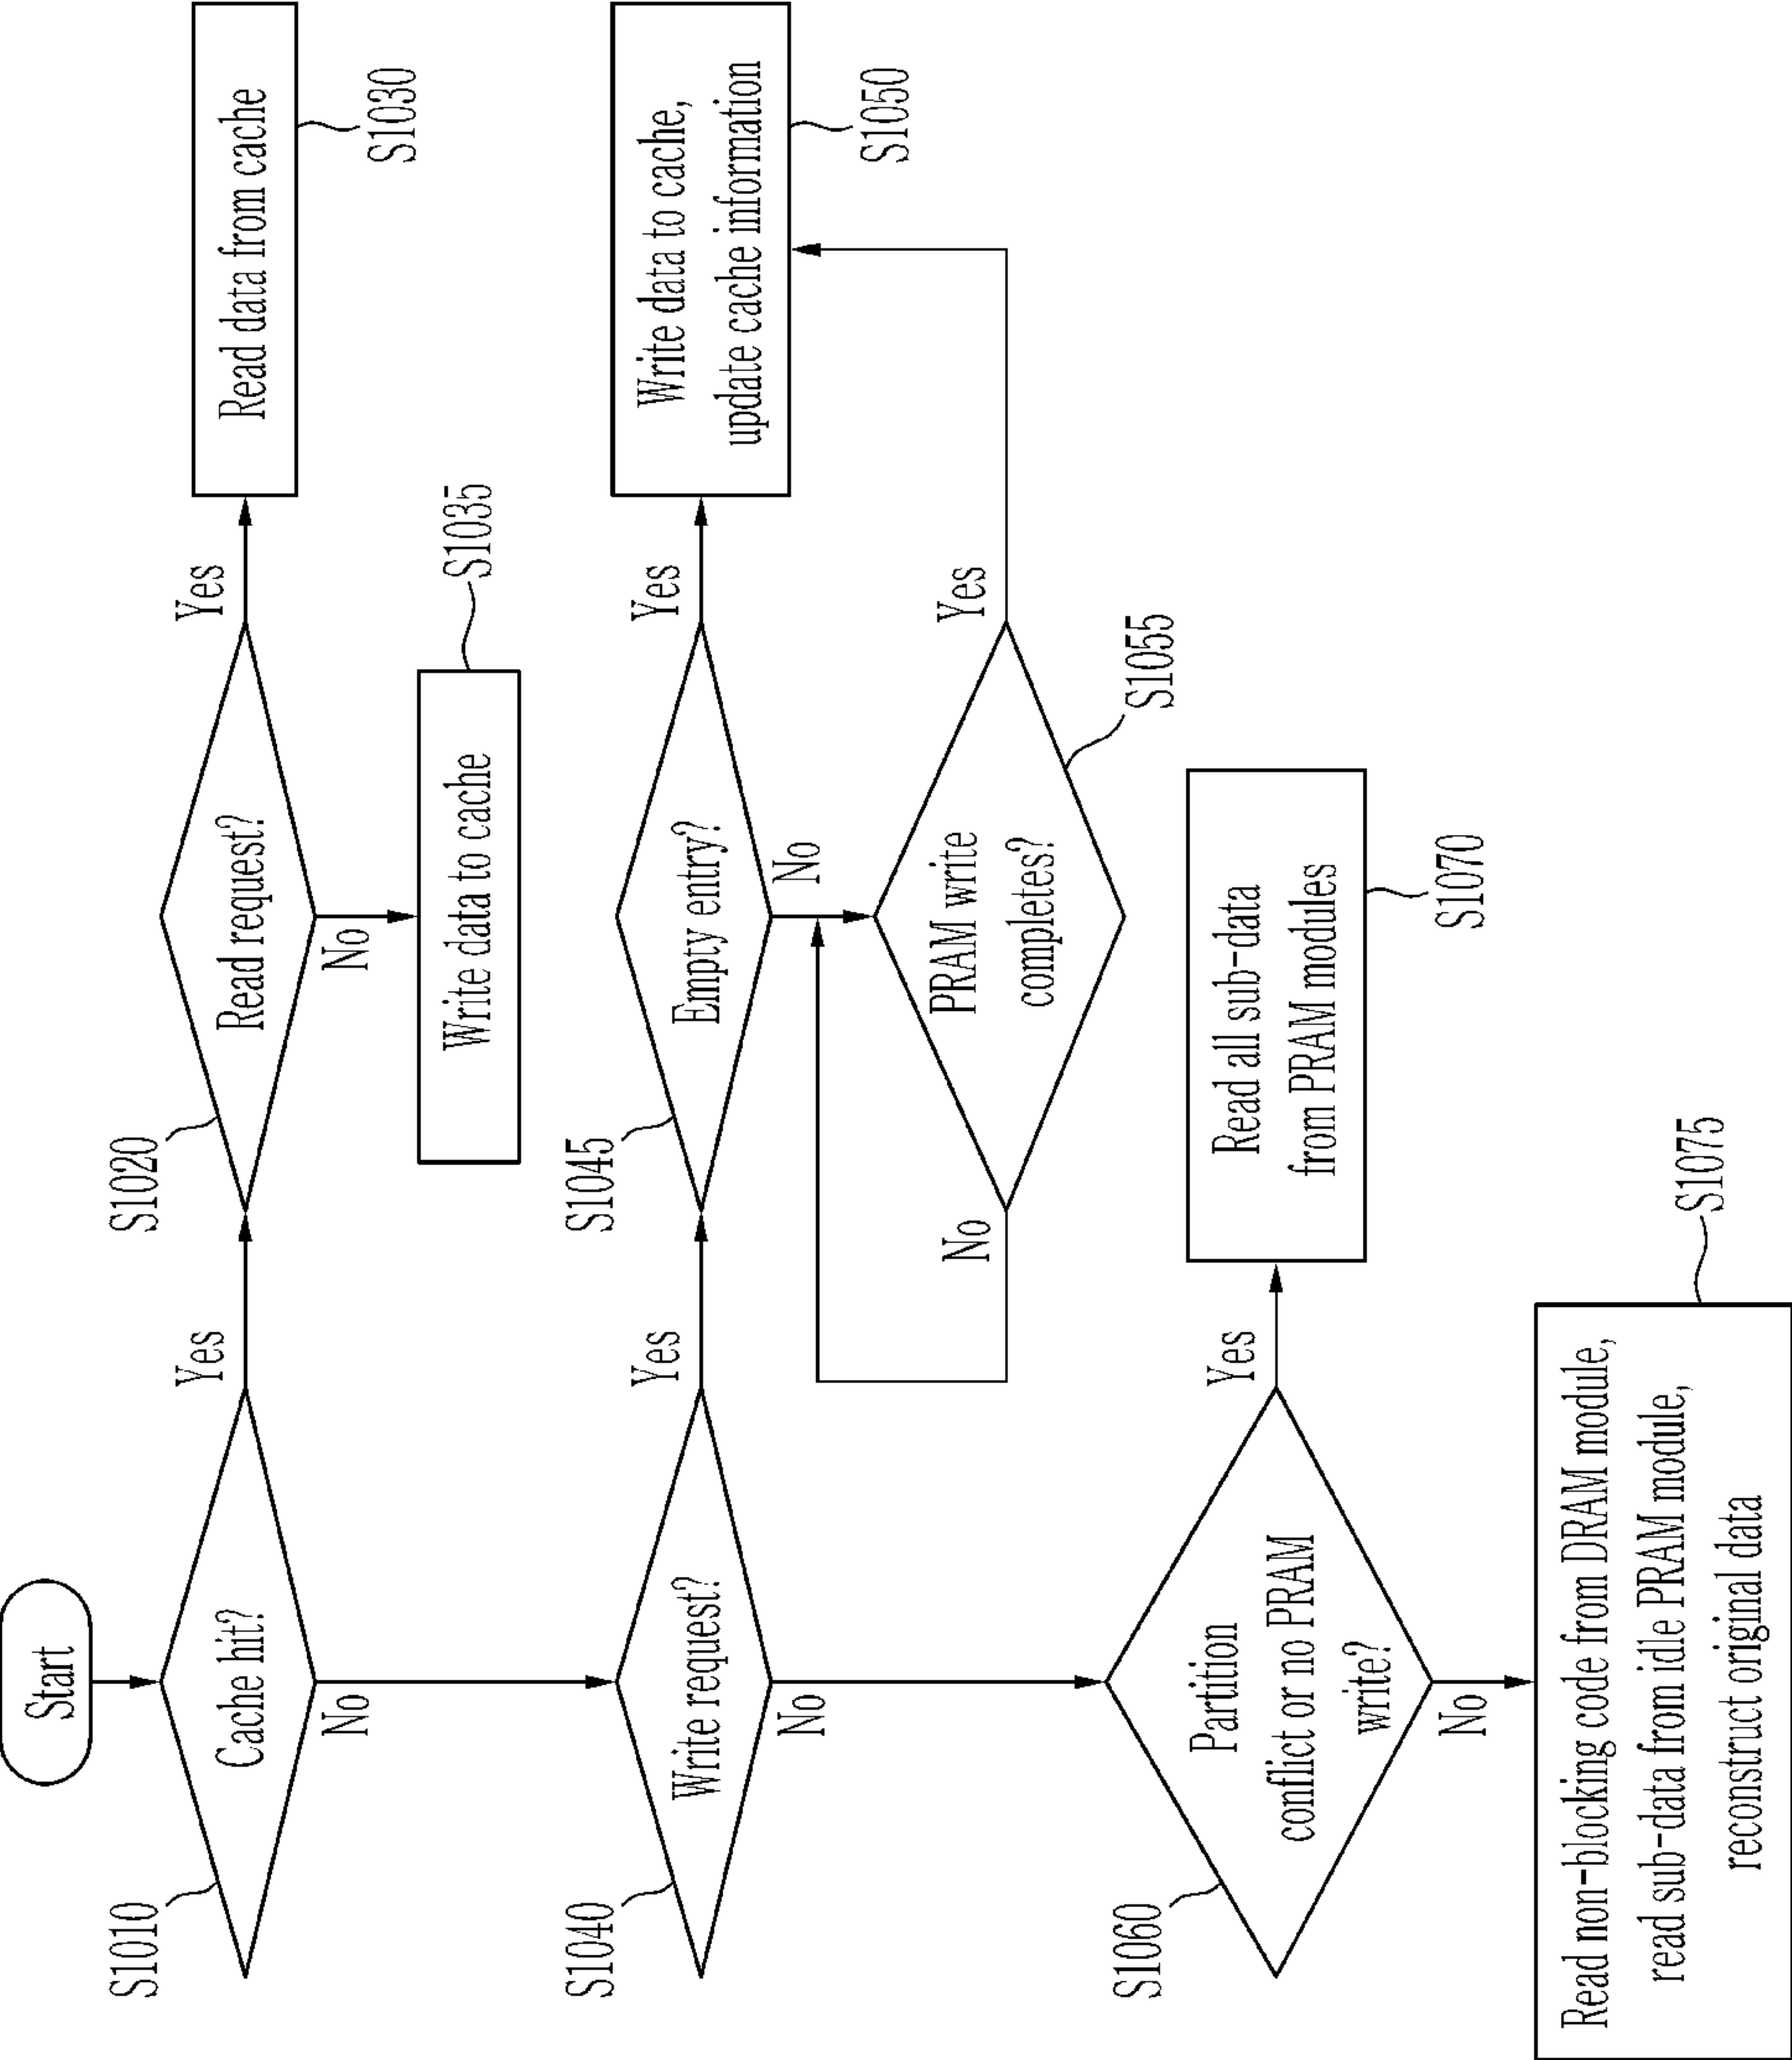 Start
S1010
Cache hit?
Yes
No
S1020
Read request?
Yes
No
Read data from cache
S1030
Write data to cache
S1035
S1040
Write request?
Yes
No
S1045
Empty entry?
Yes
No
Write data to cache,
update cache information
S1050
PRAM write
completes?
Yes
No
S1055
S1060
Partition
conflict or no PRAM
write?
Yes
No
Read all sub-data
from PRAM modules
S1070
Read non-blocking code from DRAM module,
read sub-data from idle PRAM module,
reconstruct original data
S1075